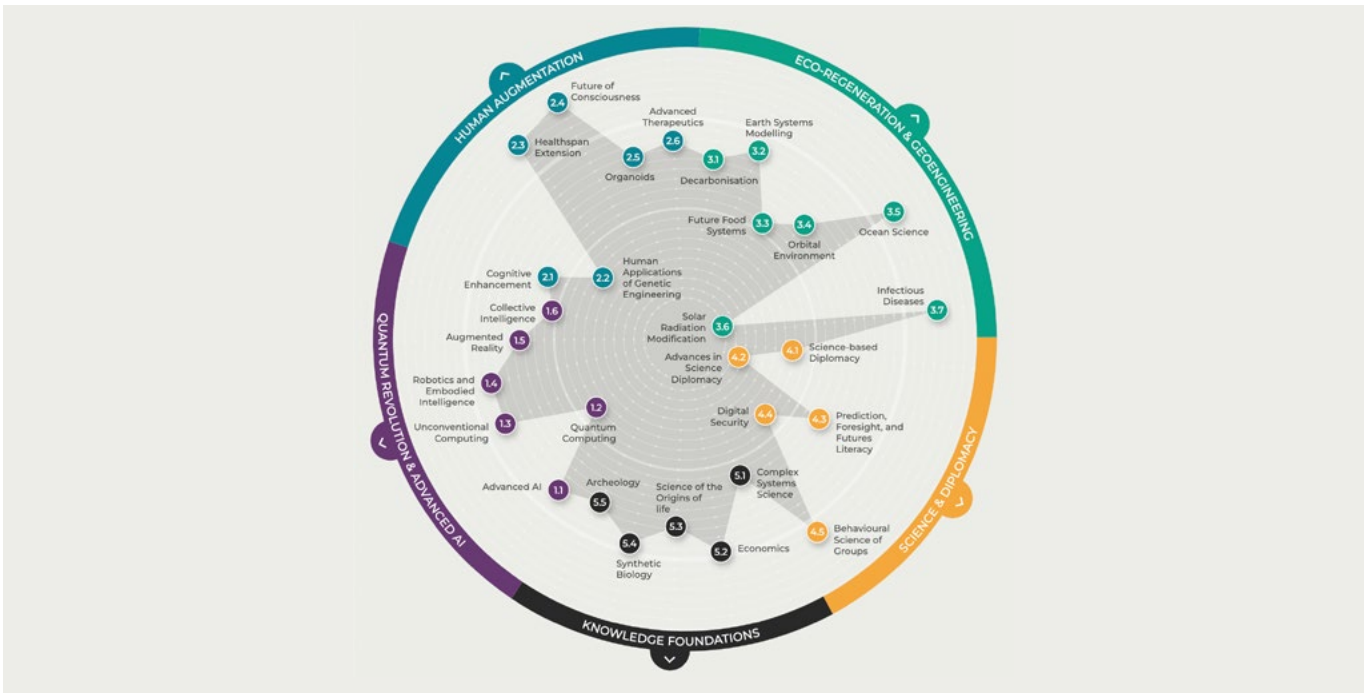 HUMAN AUGMENTATION
2.4
Future of
Consciousness
2.3
Healthspan
Extension
2.5
Organoids
2.6
Advanced
Therapeutics
2.1
Cognitive
Enhancement
2.2
Human
Applications
of Genetic
Engineering
ECO-REGENERATION & GEOENGINEERING
3.1
Decarbonisation
3.2
Earth Systems
Modelling
3.3
Future Food
Systems
3.4
Orbital
Environment
3.5
Ocean Science
3.6
Solar
Radiation
Modification
3.7
Infectious
Diseases
SCIENCE & DIPLOMACY
4.1
Science-based
Diplomacy
4.2
Advances in
Science
Diplomacy
4.3
Prediction,
Foresight, and
Futures
Literacy
4.4
Digital
Security
4.5
Behavioural
Science of
Groups
KNOWLEDGE FOUNDATIONS
5.1
Complex
Systems
Science
5.2
Economics
5.3
Science of the
Origins of
life
5.4
Synthetic
Biology
5.5
Archeology
QUANTUM REVOLUTION & ADVANCED AI
1.1
Advanced AI
1.2
Quantum
Computing
1.3
Unconventional
Computing
1.4
Robotics and
Embodied
Intelligence
1.5
Augmented
Reality
1.6
Collective
Intelligence